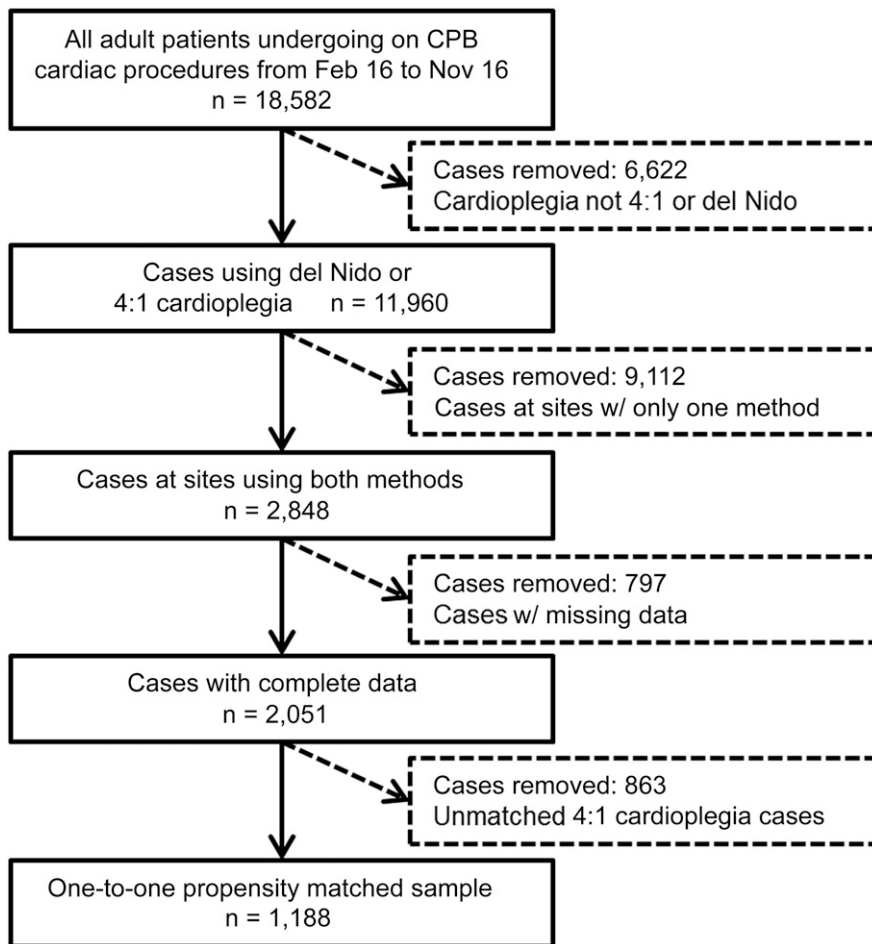 All adult patients undergoing on CPB
cardiac procedures from Feb 16 to Nov 16
n = 18,582
Cases removed: 6,622
Cardioplegia not 4:1 or del Nido
Cases using del Nido or
4:1 cardioplegia n = 11,960
Cases removed: 9,112
Cases at sites w/ only one method
Cases at sites using both methods
n = 2,848
Cases removed: 797
Cases w/ missing data
Cases with complete data
n = 2,051
Cases removed: 863
Unmatched 4:1 cardioplegia cases
One-to-one propensity matched sample
n = 1,188